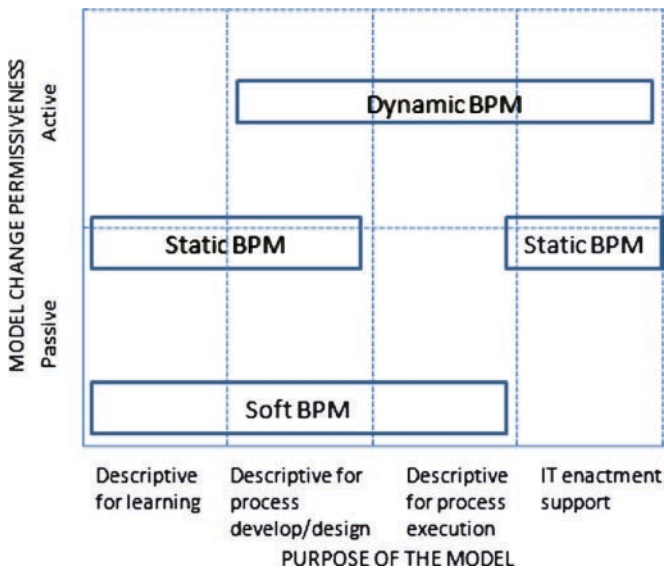 MODEL CHANGE PERMISSIVENESS
Active
Passive
Dynamic BPM
Static BPM
Static BPM
Soft BPM
Descriptive
for learning
Descriptive for
process
develop/design
Descriptive
for process
execution
IT enactment
support
PURPOSE OF THE MODEL